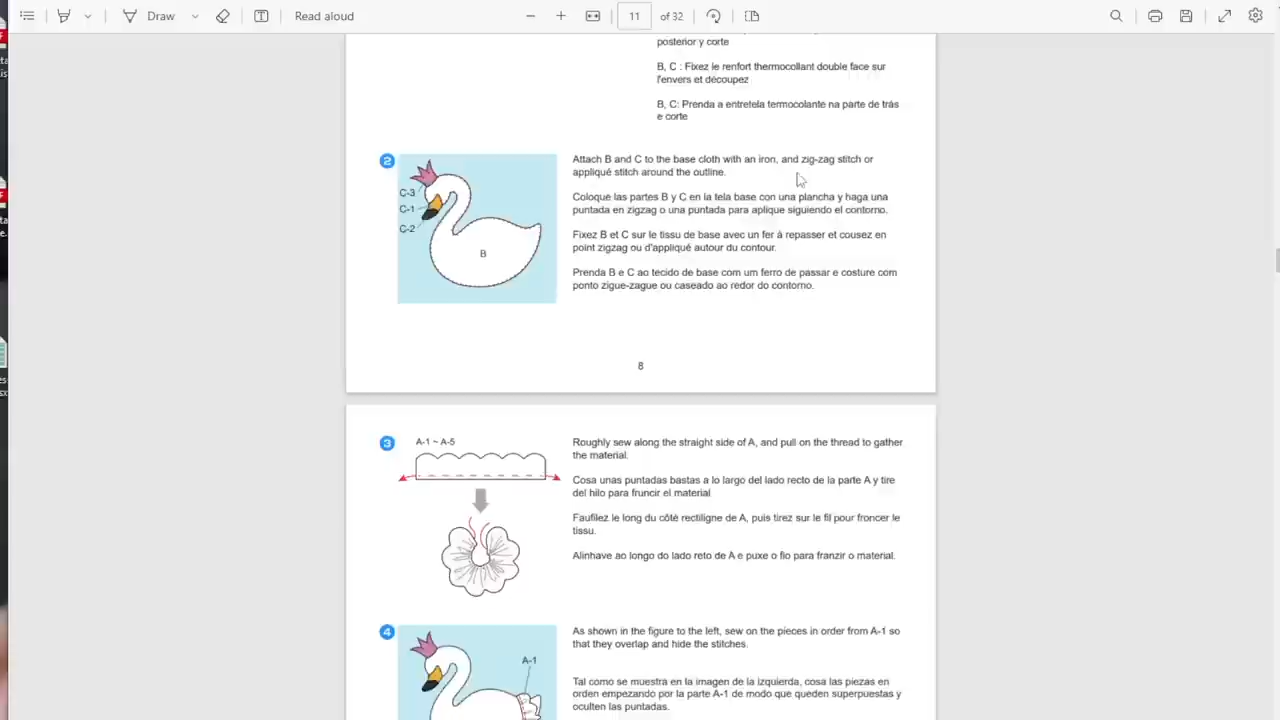 Draw
Read aloud
11
of 32
posterior y corte
B, C : Fixez le renfort thermocollant double face sur
l'envers et découpez
B, C: Prenda a entretela termocolante na parte de trás
e corte
2
C-3
C-1
C-2
B
Attach B and C to the base cloth with an iron, and zig-zag stitch or
appliqué stitch around the outline.
Coloque las partes B y C en la tela base con una plancha y haga una
puntada en zigzag o una puntada para aplique siguiendo el contorno.
Fixez B et C sur le tissu de base avec un fer à repasser et cousez en
point zigzag ou d'appliqué autour du contour.
Prenda B e C ao tecido de base com um ferro de passar e costure com
ponto zigue-zague ou caseado ao redor do contorno.
8
3
A-1 ~ A-5
Roughly sew along the straight side of A, and pull on the thread to gather
the material.
Cosa unas puntadas bastas a lo largo del lado recto de la parte A y tire
del hilo para fruncir el material
Faufilez le long du côté rectiligne de A, puis tirez sur le fil pour froncer le
tissu.
Alinhave ao longo do lado reto de A e puxe o fio para franzir o material.
4
A-1
As shown in the figure to the left, sew on the pieces in order from A-1 so
that they overlap and hide the stitches.
Tal como se muestra en la imagen de la izquierda, cosa las piezas en
orden empezando por la parte A-1 de modo que queden superpuestas y
oculten las puntadas.